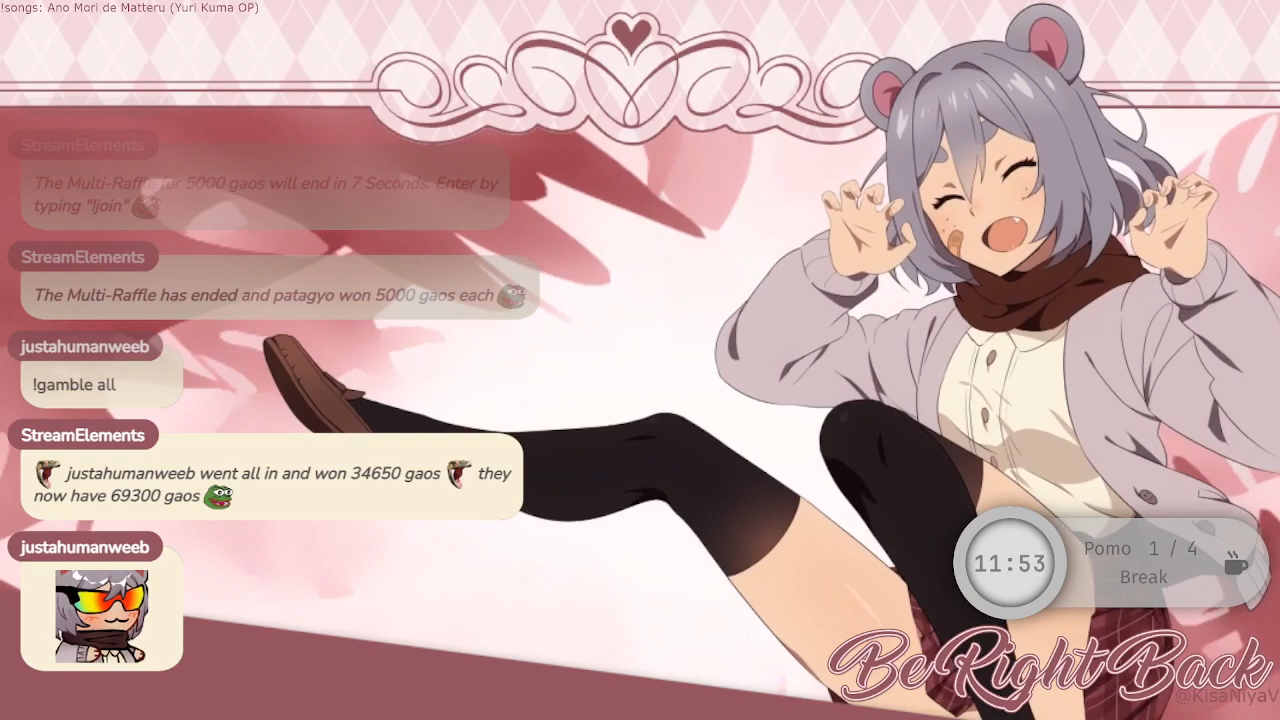 !songs: Ano Mori de Matteru (Yuri Kuma OP)
StreamElements
The Multi-Raffle for 5000 gaos will end in 7 Seconds. Enter by
typing "!join"
StreamElements
The Multi-Raffle has ended and patagyo won 5000 gaos each
justahumanweeb
!gamble all
StreamElements
justahumanweeb went all in and won 34650 gaos they
now have 69300 gaos
justahumanweeb
11:53
Pomo 1 / 4
Break
Be Right Back
@KisaNiyaV